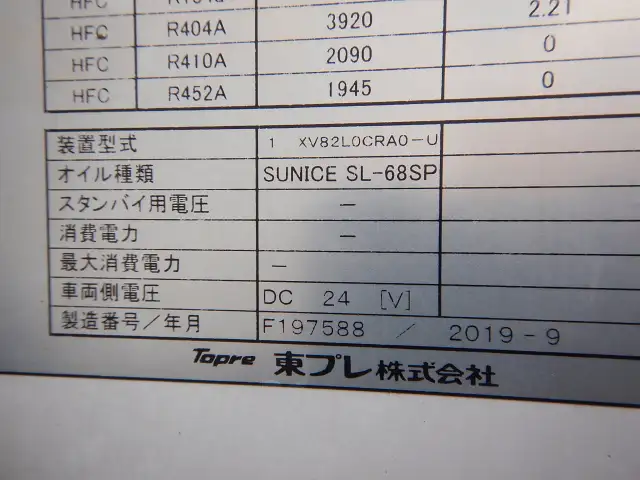 HFC
HFC R404A 3920 2.21
HFC R410A 2090 0
HFC R452A 1945 0
装置型式 1 XV82L0CRA0-U
オイル種類 SUNICE SL-68SP
スタンバイ用電圧 —
消費電力 —
最大消費電力 —
車両側電圧 DC 24 [V]
製造番号/年月 F197588 / 2019-9
Topre 東プレ株式会社